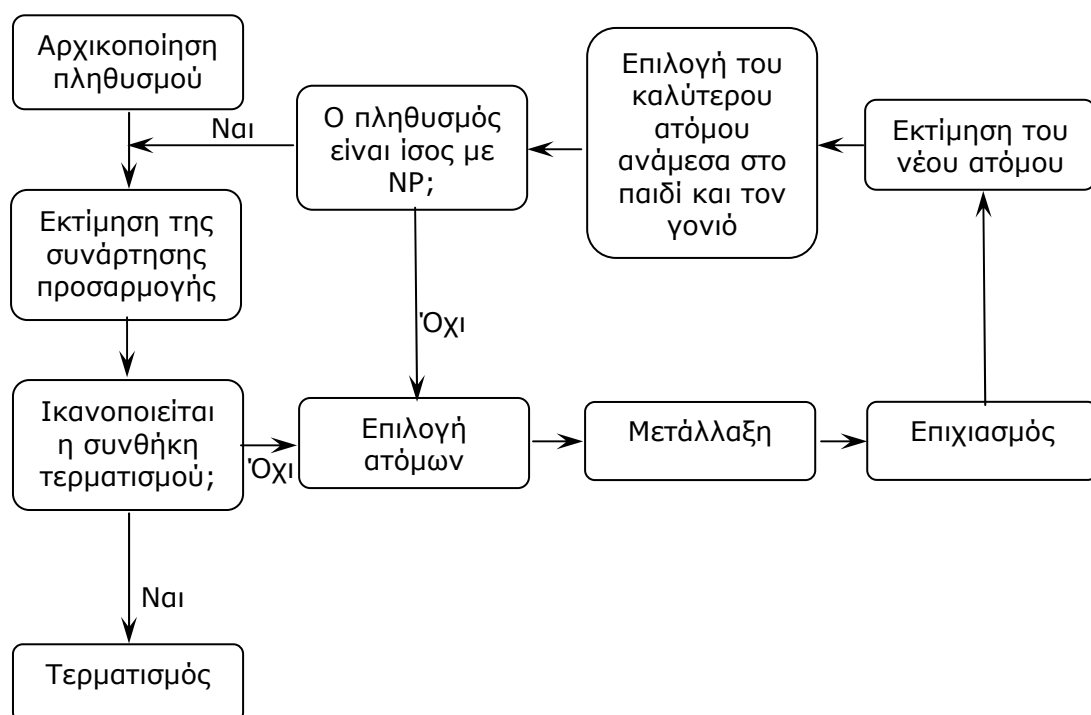 Αρχικοποίηση
πληθυσμού
Ναι
Ο πληθυσμός
είναι ίσος με
NP;
Επιλογή του
καλύτερου
ατόμου
ανάμεσα στο
παιδί και τον
γονιό
Εκτίμηση του
νέου ατόμου
Εκτίμηση της
συνάρτησης
προσαρμογής
Όχι
Ικανοποιείται
η συνθήκη
τερματισμού;
Όχι
Επιλογή
ατόμων
Μετάλλαξη
Επιχιασμός
Ναι
Τερματισμός